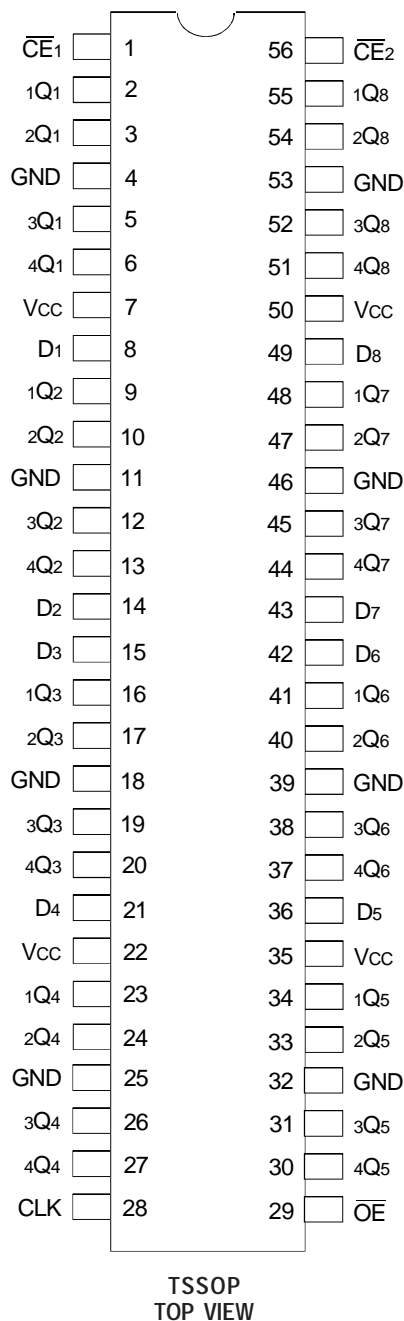 CE1 1 56 CE2
1Q1 2 55 1Q8
2Q1 3 54 2Q8
GND 4 53 GND
3Q1 5 52 3Q8
4Q1 6 51 4Q8
VCC 7 50 VCC
D1 8 49 D8
1Q2 9 48 1Q7
2Q2 10 47 2Q7
GND 11 46 GND
3Q2 12 45 3Q7
4Q2 13 44 4Q7
D2 14 43 D7
D3 15 42 D6
1Q3 16 41 1Q6
2Q3 17 40 2Q6
GND 18 39 GND
3Q3 19 38 3Q6
4Q3 20 37 4Q6
D4 21 36 D5
VCC 22 35 VCC
1Q4 23 34 1Q5
2Q4 24 33 2Q5
GND 25 32 GND
3Q4 26 31 3Q5
4Q4 27 30 4Q5
CLK 28 29 OE
TSSOP
TOP VIEW